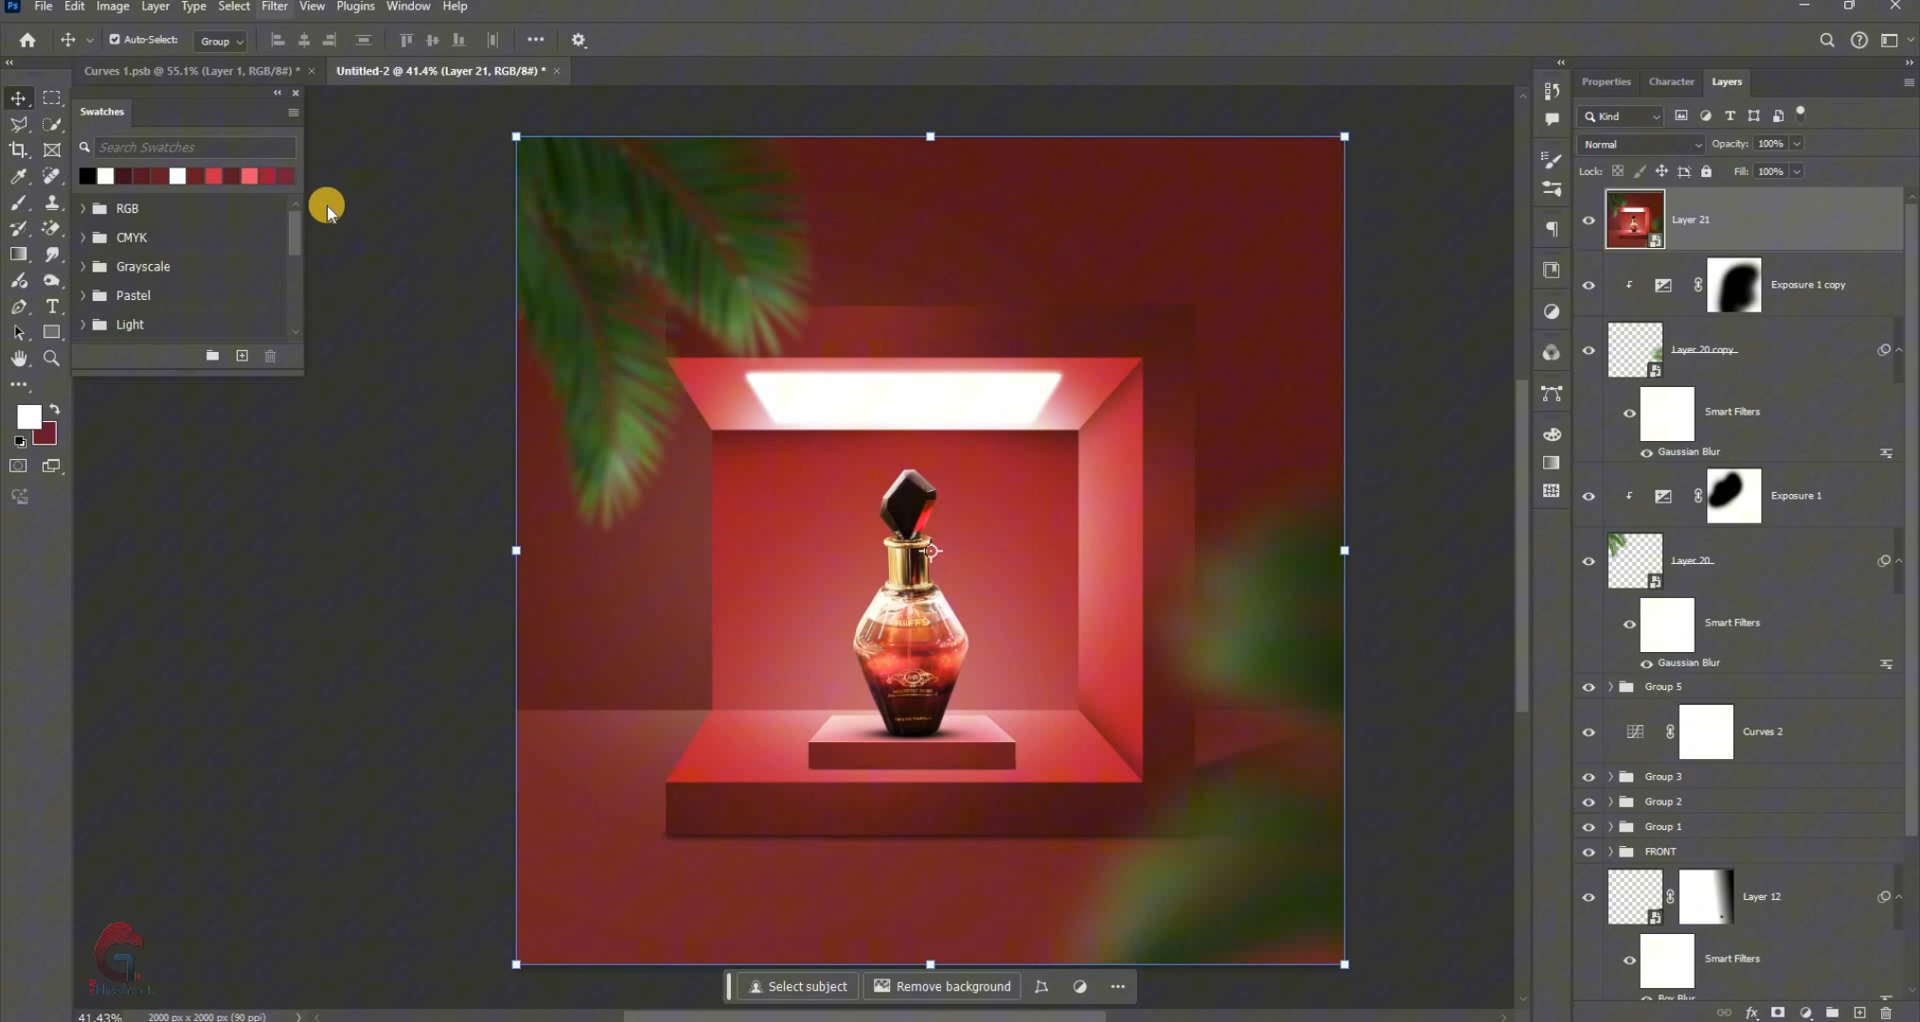 Ps File Edit Image Layer Type Select Filter View Plugins Window Help
Auto-Select: Group
Curves 1.psb @ 55.1% (Layer 1, RGB/8#) * Untitled-2 @ 41.4% (Layer 21, RGB/8#) *
Swatches
Search Swatches
RGB
CMYK
Grayscale
Pastel
Light
Properties Character Layers
Kind
Normal Opacity: 100%
Lock: Fill: 100%
Layer 21
Exposure 1 copy
Layer 20 copy
Smart Filters
Gaussian Blur
Exposure 1
Layer 20
Smart Filters
Gaussian Blur
Group 5
Curves 2
Group 3
Group 2
Group 1
FRONT
Layer 12
Smart Filters
Box Blur
Select subject Remove background
41.43% 2000 px x 2000 px (90 ppi)